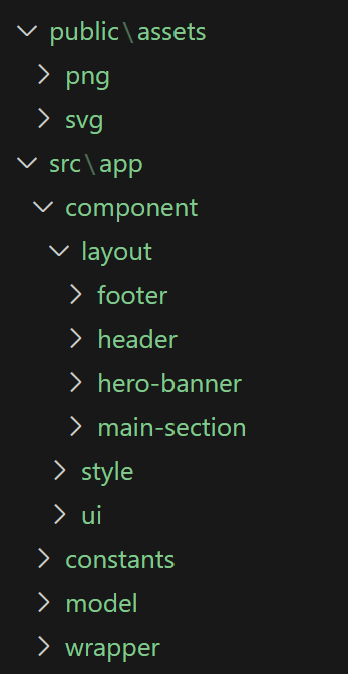 public\assets
png
svg
src\app
component
layout
footer
header
hero-banner
main-section
style
ui
constants
model
wrapper